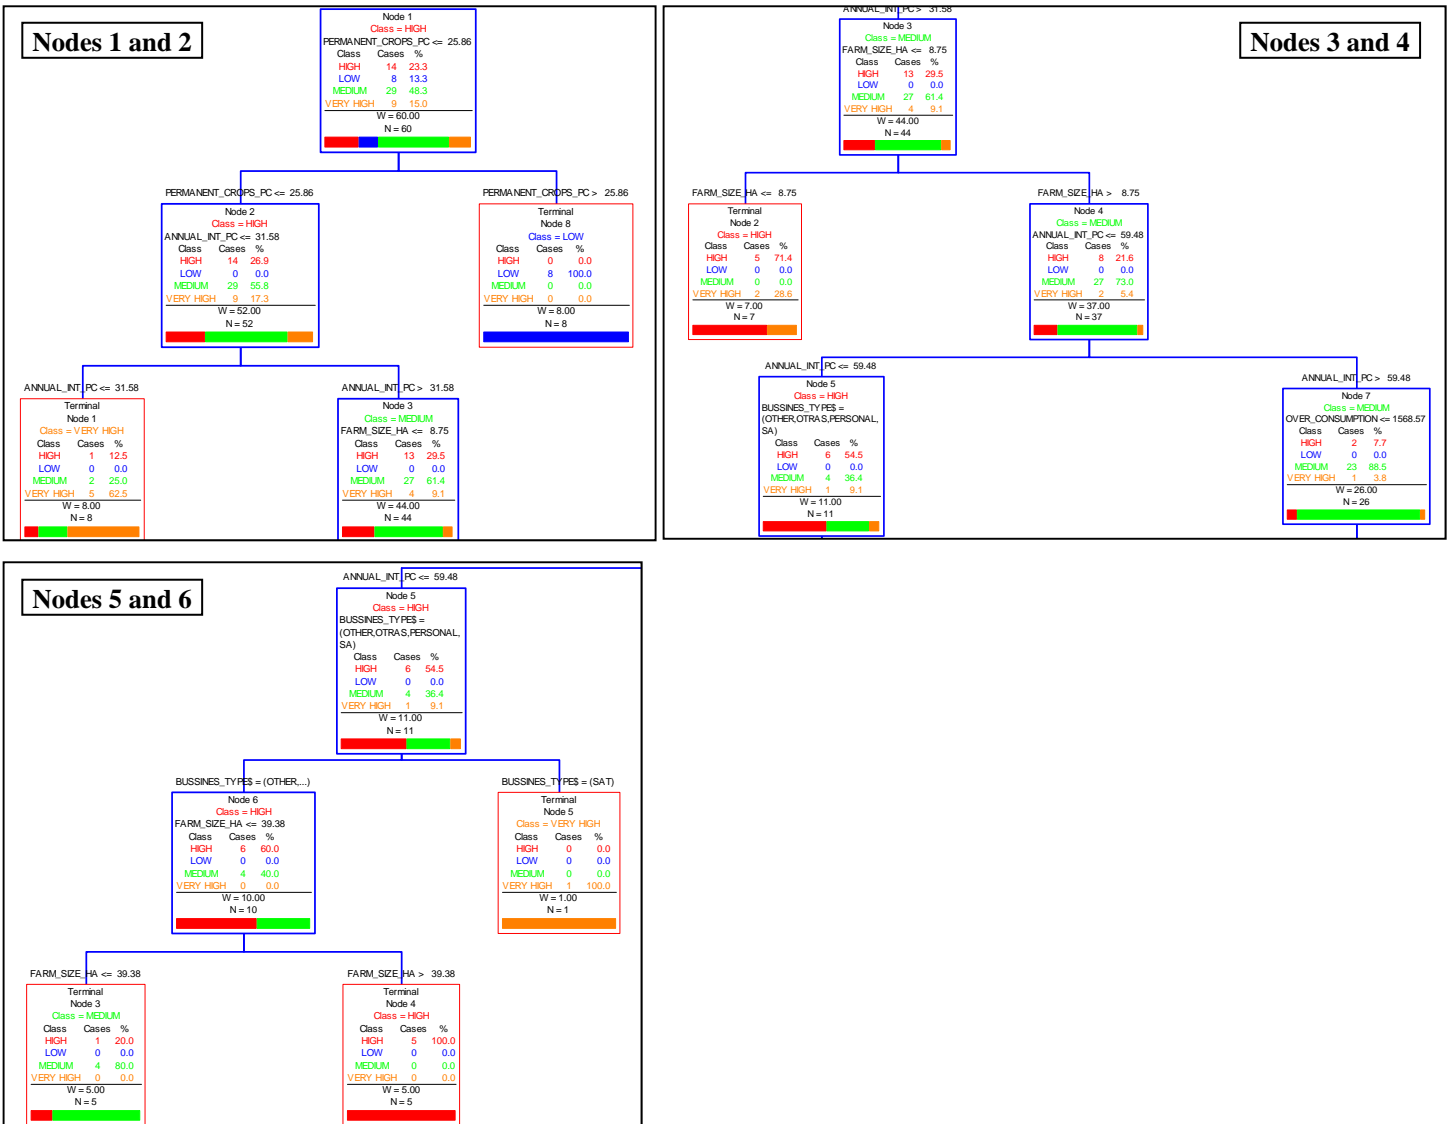 Nodes 1 and 2
Node 1
Class = HIGH
PERMANENT_CROPS_PC <= 25.86
Class Cases %
HIGH 14 23.3
LOW 8 13.3
MEDIUM 29 48.3
VERY HIGH 9 15.0
W = 60.00
N = 60
PERMANENT_CROPS_PC <= 25.86
Node 2
Class = HIGH
ANNUAL_INT_PC <= 31.58
Class Cases %
HIGH 14 26.9
LOW 0 0.0
MEDIUM 29 55.8
VERY HIGH 9 17.3
W = 52.00
N = 52
PERMANENT_CROPS_PC > 25.86
Terminal
Node 8
Class = LOW
Class Cases %
HIGH 0 0.0
LOW 8 100.0
MEDIUM 0 0.0
VERY HIGH 0 0.0
W = 8.00
N = 8
ANNUAL_INT_PC <= 31.58
Terminal
Node 1
Class = VERY HIGH
Class Cases %
HIGH 1 12.5
LOW 0 0.0
MEDIUM 2 25.0
VERY HIGH 5 62.5
W = 8.00
N = 8
ANNUAL_INT_PC > 31.58
Node 3
Class = MEDIUM
FARM_SIZE_HA <= 8.75
Class Cases %
HIGH 13 29.5
LOW 0 0.0
MEDIUM 27 61.4
VERY HIGH 4 9.1
W = 44.00
N = 44
Nodes 3 and 4
ANNUAL_INT_PC > 31.58
Node 3
Class = MEDIUM
FARM_SIZE_HA <= 8.75
Class Cases %
HIGH 13 29.5
LOW 0 0.0
MEDIUM 27 61.4
VERY HIGH 4 9.1
W = 44.00
N = 44
FARM_SIZE_HA <= 8.75
Terminal
Node 2
Class = HIGH
Class Cases %
HIGH 5 71.4
LOW 0 0.0
MEDIUM 0 0.0
VERY HIGH 2 28.6
W = 7.00
N = 7
FARM_SIZE_HA > 8.75
Node 4
Class = MEDIUM
ANNUAL_INT_PC <= 59.48
Class Cases %
HIGH 8 21.6
LOW 0 0.0
MEDIUM 27 73.0
VERY HIGH 2 5.4
W = 37.00
N = 37
ANNUAL_INT_PC <= 59.48
Node 5
Class = HIGH
BUSSINES_TYPE$ =
(OTHER,OTRAS,PERSONAL,
SA)
Class Cases %
HIGH 6 54.5
LOW 0 0.0
MEDIUM 4 36.4
VERY HIGH 1 9.1
W = 11.00
N = 11
ANNUAL_INT_PC > 59.48
Node 7
Class = MEDIUM
OVER_CONSUMPTION <= 1568.57
Class Cases %
HIGH 2 7.7
LOW 0 0.0
MEDIUM 23 88.5
VERY HIGH 1 3.8
W = 26.00
N = 26
Nodes 5 and 6
ANNUAL_INT_PC <= 59.48
Node 5
Class = HIGH
BUSSINES_TYPE$ =
(OTHER,OTRAS,PERSONAL,
SA)
Class Cases %
HIGH 6 54.5
LOW 0 0.0
MEDIUM 4 36.4
VERY HIGH 1 9.1
W = 11.00
N = 11
BUSSINES_TYPE$ = (OTHER,...)
Node 6
Class = HIGH
FARM_SIZE_HA <= 39.38
Class Cases %
HIGH 6 60.0
LOW 0 0.0
MEDIUM 4 40.0
VERY HIGH 0 0.0
W = 10.00
N = 10
BUSSINES_TYPE$ = (SAT)
Terminal
Node 5
Class = VERY HIGH
Class Cases %
HIGH 0 0.0
LOW 0 0.0
MEDIUM 0 0.0
VERY HIGH 1 100.0
W = 1.00
N = 1
FARM_SIZE_HA <= 39.38
Terminal
Node 3
Class = MEDIUM
Class Cases %
HIGH 1 20.0
LOW 0 0.0
MEDIUM 4 80.0
VERY HIGH 0 0.0
W = 5.00
N = 5
FARM_SIZE_HA > 39.38
Terminal
Node 4
Class = HIGH
Class Cases %
HIGH 5 100.0
LOW 0 0.0
MEDIUM 0 0.0
VERY HIGH 0 0.0
W = 5.00
N = 5